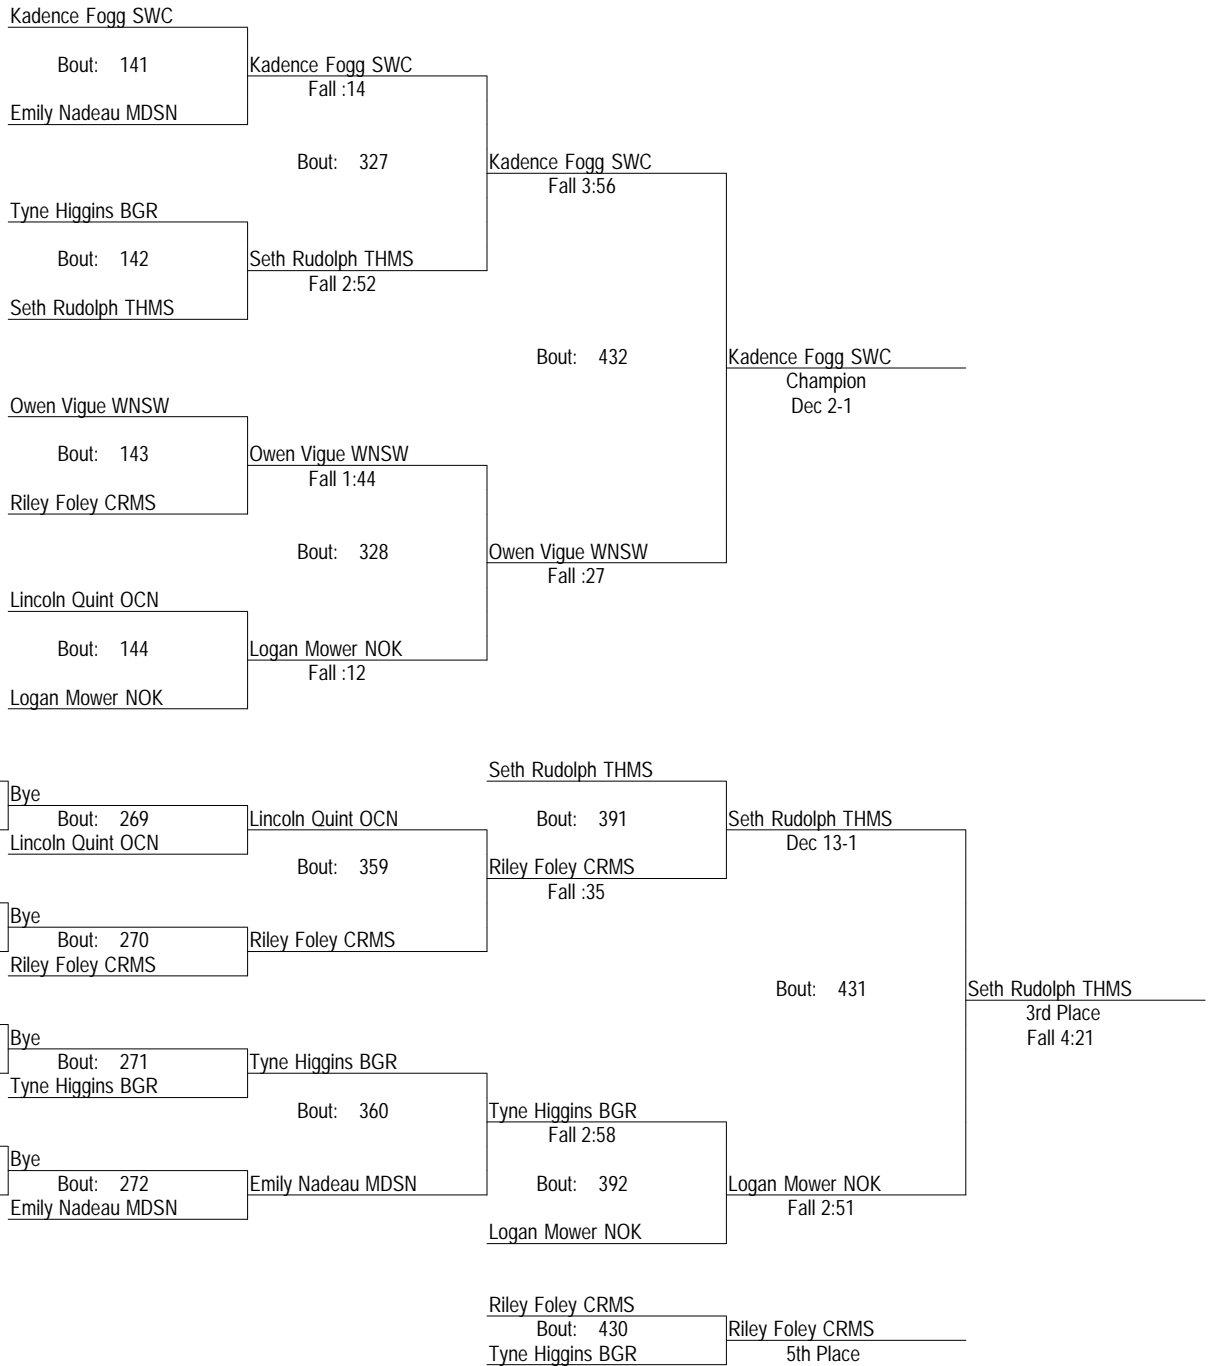 Kadence Fogg SWC
Bout: 141
Kadence Fogg SWC
Fall :14
Emily Nadeau MDSN
Bout: 327
Kadence Fogg SWC
Fall 3:56
Tyne Higgins BGR
Bout: 142
Seth Rudolph THMS
Fall 2:52
Seth Rudolph THMS
Bout: 432
Kadence Fogg SWC
Champion
Dec 2-1
Owen Vigue WNSW
Bout: 143
Owen Vigue WNSW
Fall 1:44
Riley Foley CRMS
Bout: 328
Owen Vigue WNSW
Fall :27
Lincoln Quint OCN
Bout: 144
Logan Mower NOK
Fall :12
Logan Mower NOK
Seth Rudolph THMS
Bye
Bout: 269
Lincoln Quint OCN
Bout: 391
Seth Rudolph THMS
Dec 13-1
Lincoln Quint OCN
Bout: 359
Riley Foley CRMS
Fall :35
Bye
Bout: 270
Riley Foley CRMS
Riley Foley CRMS
Bout: 431
Seth Rudolph THMS
3rd Place
Fall 4:21
Bye
Bout: 271
Tyne Higgins BGR
Tyne Higgins BGR
Bout: 360
Tyne Higgins BGR
Fall 2:58
Bye
Bout: 272
Emily Nadeau MDSN
Bout: 392
Logan Mower NOK
Fall 2:51
Emily Nadeau MDSN
Logan Mower NOK
Riley Foley CRMS
Bout: 430
Riley Foley CRMS
5th Place
Tyne Higgins BGR